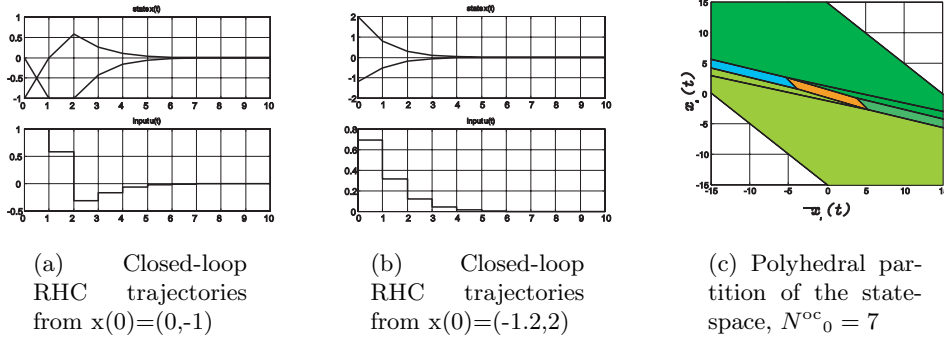 state x(t)
1
0.5
0
-0.5
-1
0 1 2 3 4 5 6 7 8 9 10
input u(t)
1
0.5
0
-0.5
0 1 2 3 4 5 6 7 8 9 10
(a) Closed-loop
RHC trajectories
from x(0)=(0,-1)
state x(t)
2
1
0
-1
-2
0 1 2 3 4 5 6 7 8 9 10
input u(t)
0.8
0.6
0.4
0.2
0
0 1 2 3 4 5 6 7 8 9 10
(b) Closed-loop
RHC trajectories
from x(0)=(-1.2,2)
15
10
5
0
-5
-10
-15
-15 -10 -5 0 5 10 15
(c) Polyhedral par-
tition of the state-
space, N^oc_0 = 7